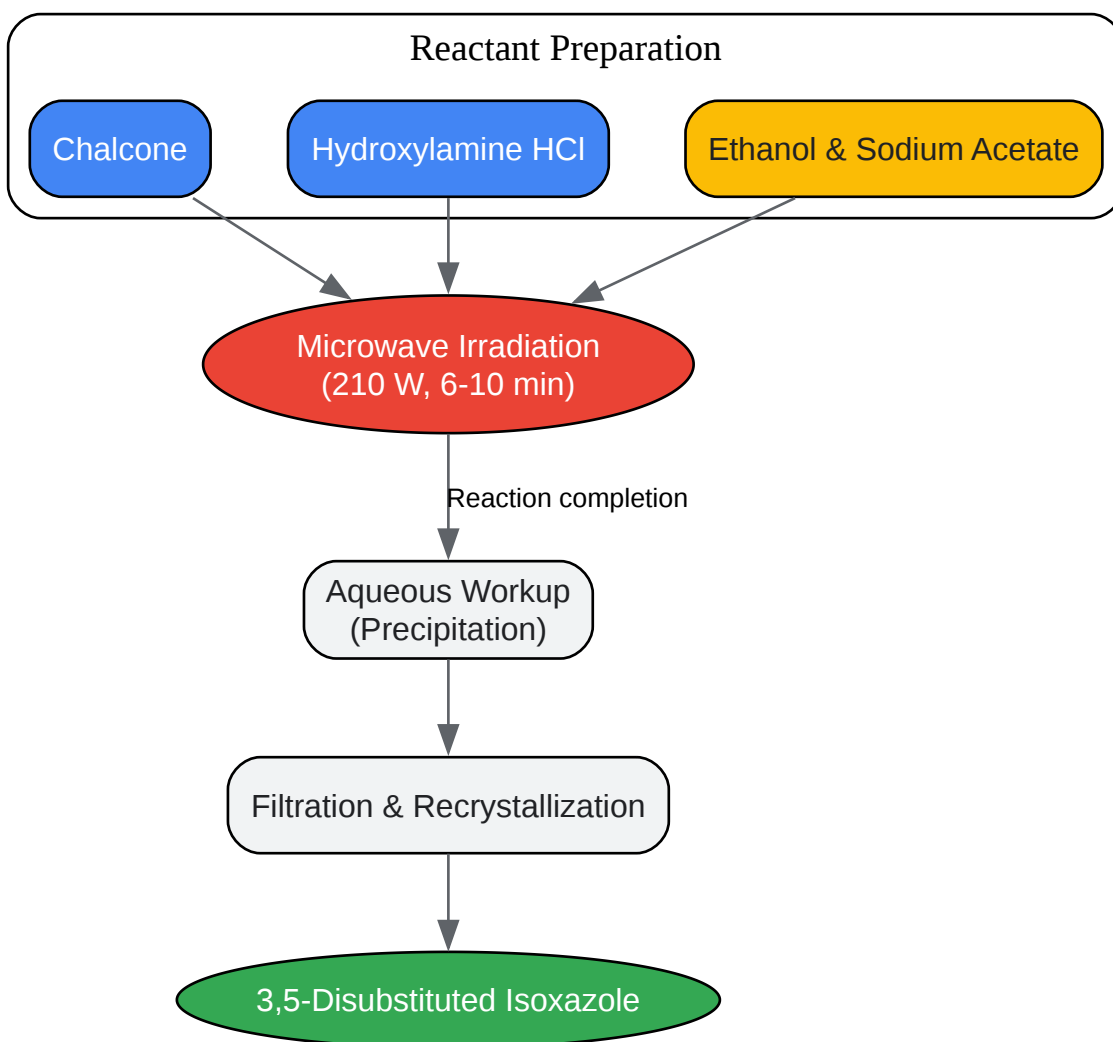 Reactant Preparation
Chalcone
Hydroxylamine HCl
Ethanol & Sodium Acetate
Microwave Irradiation
(210 W, 6-10 min)
Reaction completion
Aqueous Workup
(Precipitation)
Filtration & Recrystallization
3,5-Disubstituted Isoxazole